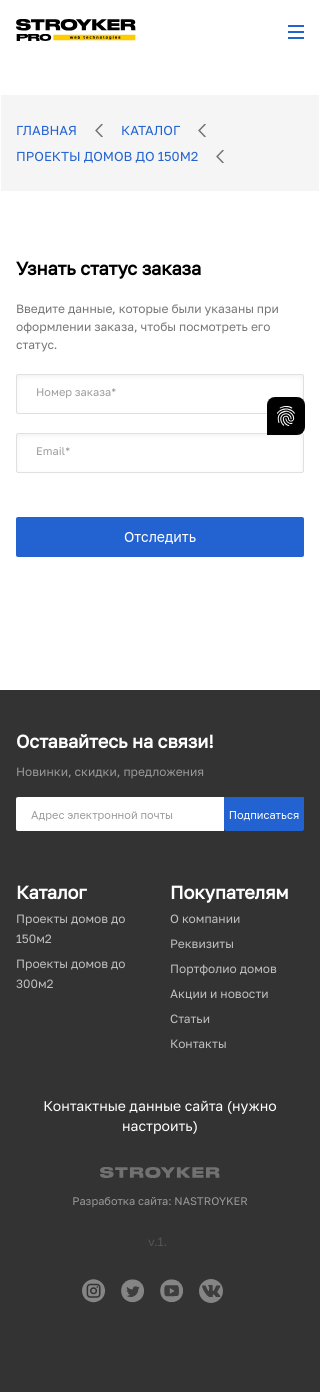 STROYKER
PRO web technologies
ГЛАВНАЯ КАТАЛОГ
ПРОЕКТЫ ДОМОВ ДО 150М2
Узнать статус заказа
Введите данные, которые были указаны при
оформлении заказа, чтобы посмотреть его
статус.
Номер заказа*
Email*
Отследить
Оставайтесь на связи!
Новинки, скидки, предложения
Адрес электронной почты
Подписаться
Каталог
Проекты домов до
150м2
Проекты домов до
300м2
Покупателям
О компании
Реквизиты
Портфолио домов
Акции и новости
Статьи
Контакты
Контактные данные сайта (нужно
настроить)
STROYKER
Разработка сайта: NASTROYKER
v.1.